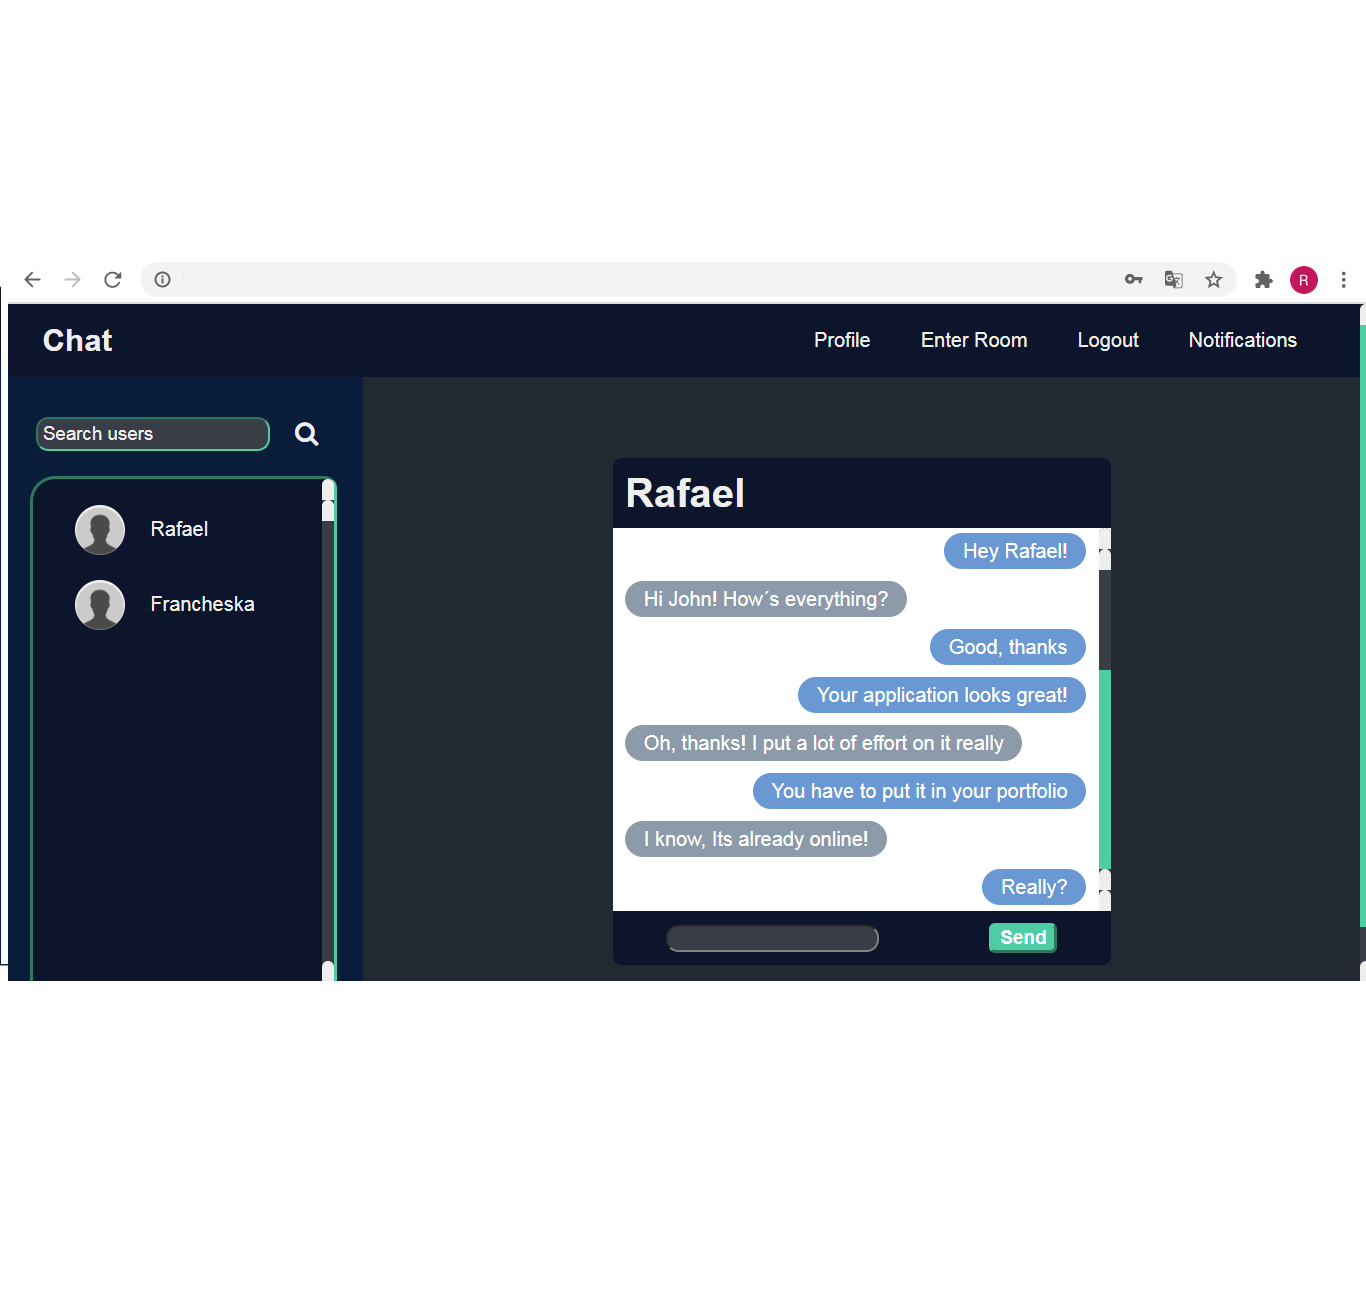 R
Chat
Profile
Enter Room
Logout
Notifications
Search users
Rafael
Francheska
Rafael
Hey Rafael!
Hi John! How´s everything?
Good, thanks
Your application looks great!
Oh, thanks! I put a lot of effort on it really
You have to put it in your portfolio
I know, Its already online!
Really?
Send